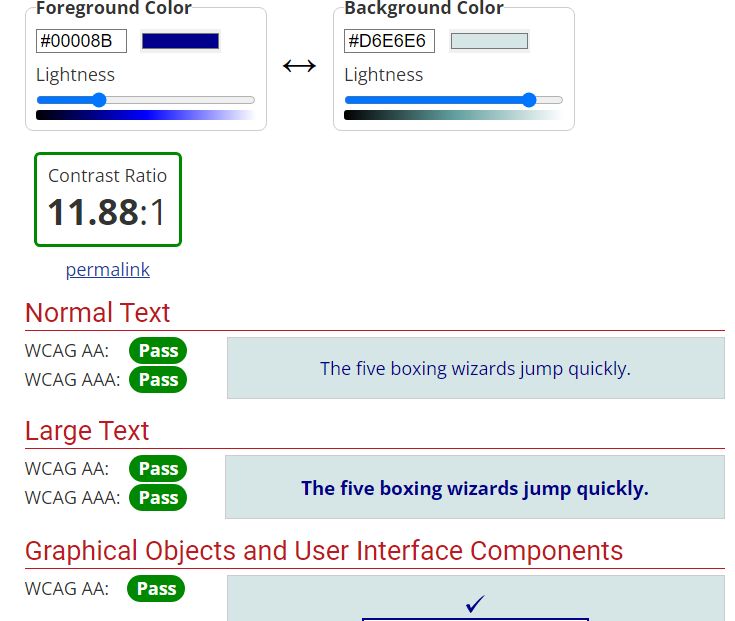 Foreground Color
#00008B
Lightness
Background Color
#D6E6E6
Lightness
Contrast Ratio
11.88:1
permalink
Normal Text
WCAG AA: Pass
WCAG AAA: Pass
The five boxing wizards jump quickly.
Large Text
WCAG AA: Pass
WCAG AAA: Pass
The five boxing wizards jump quickly.
Graphical Objects and User Interface Components
WCAG AA: Pass